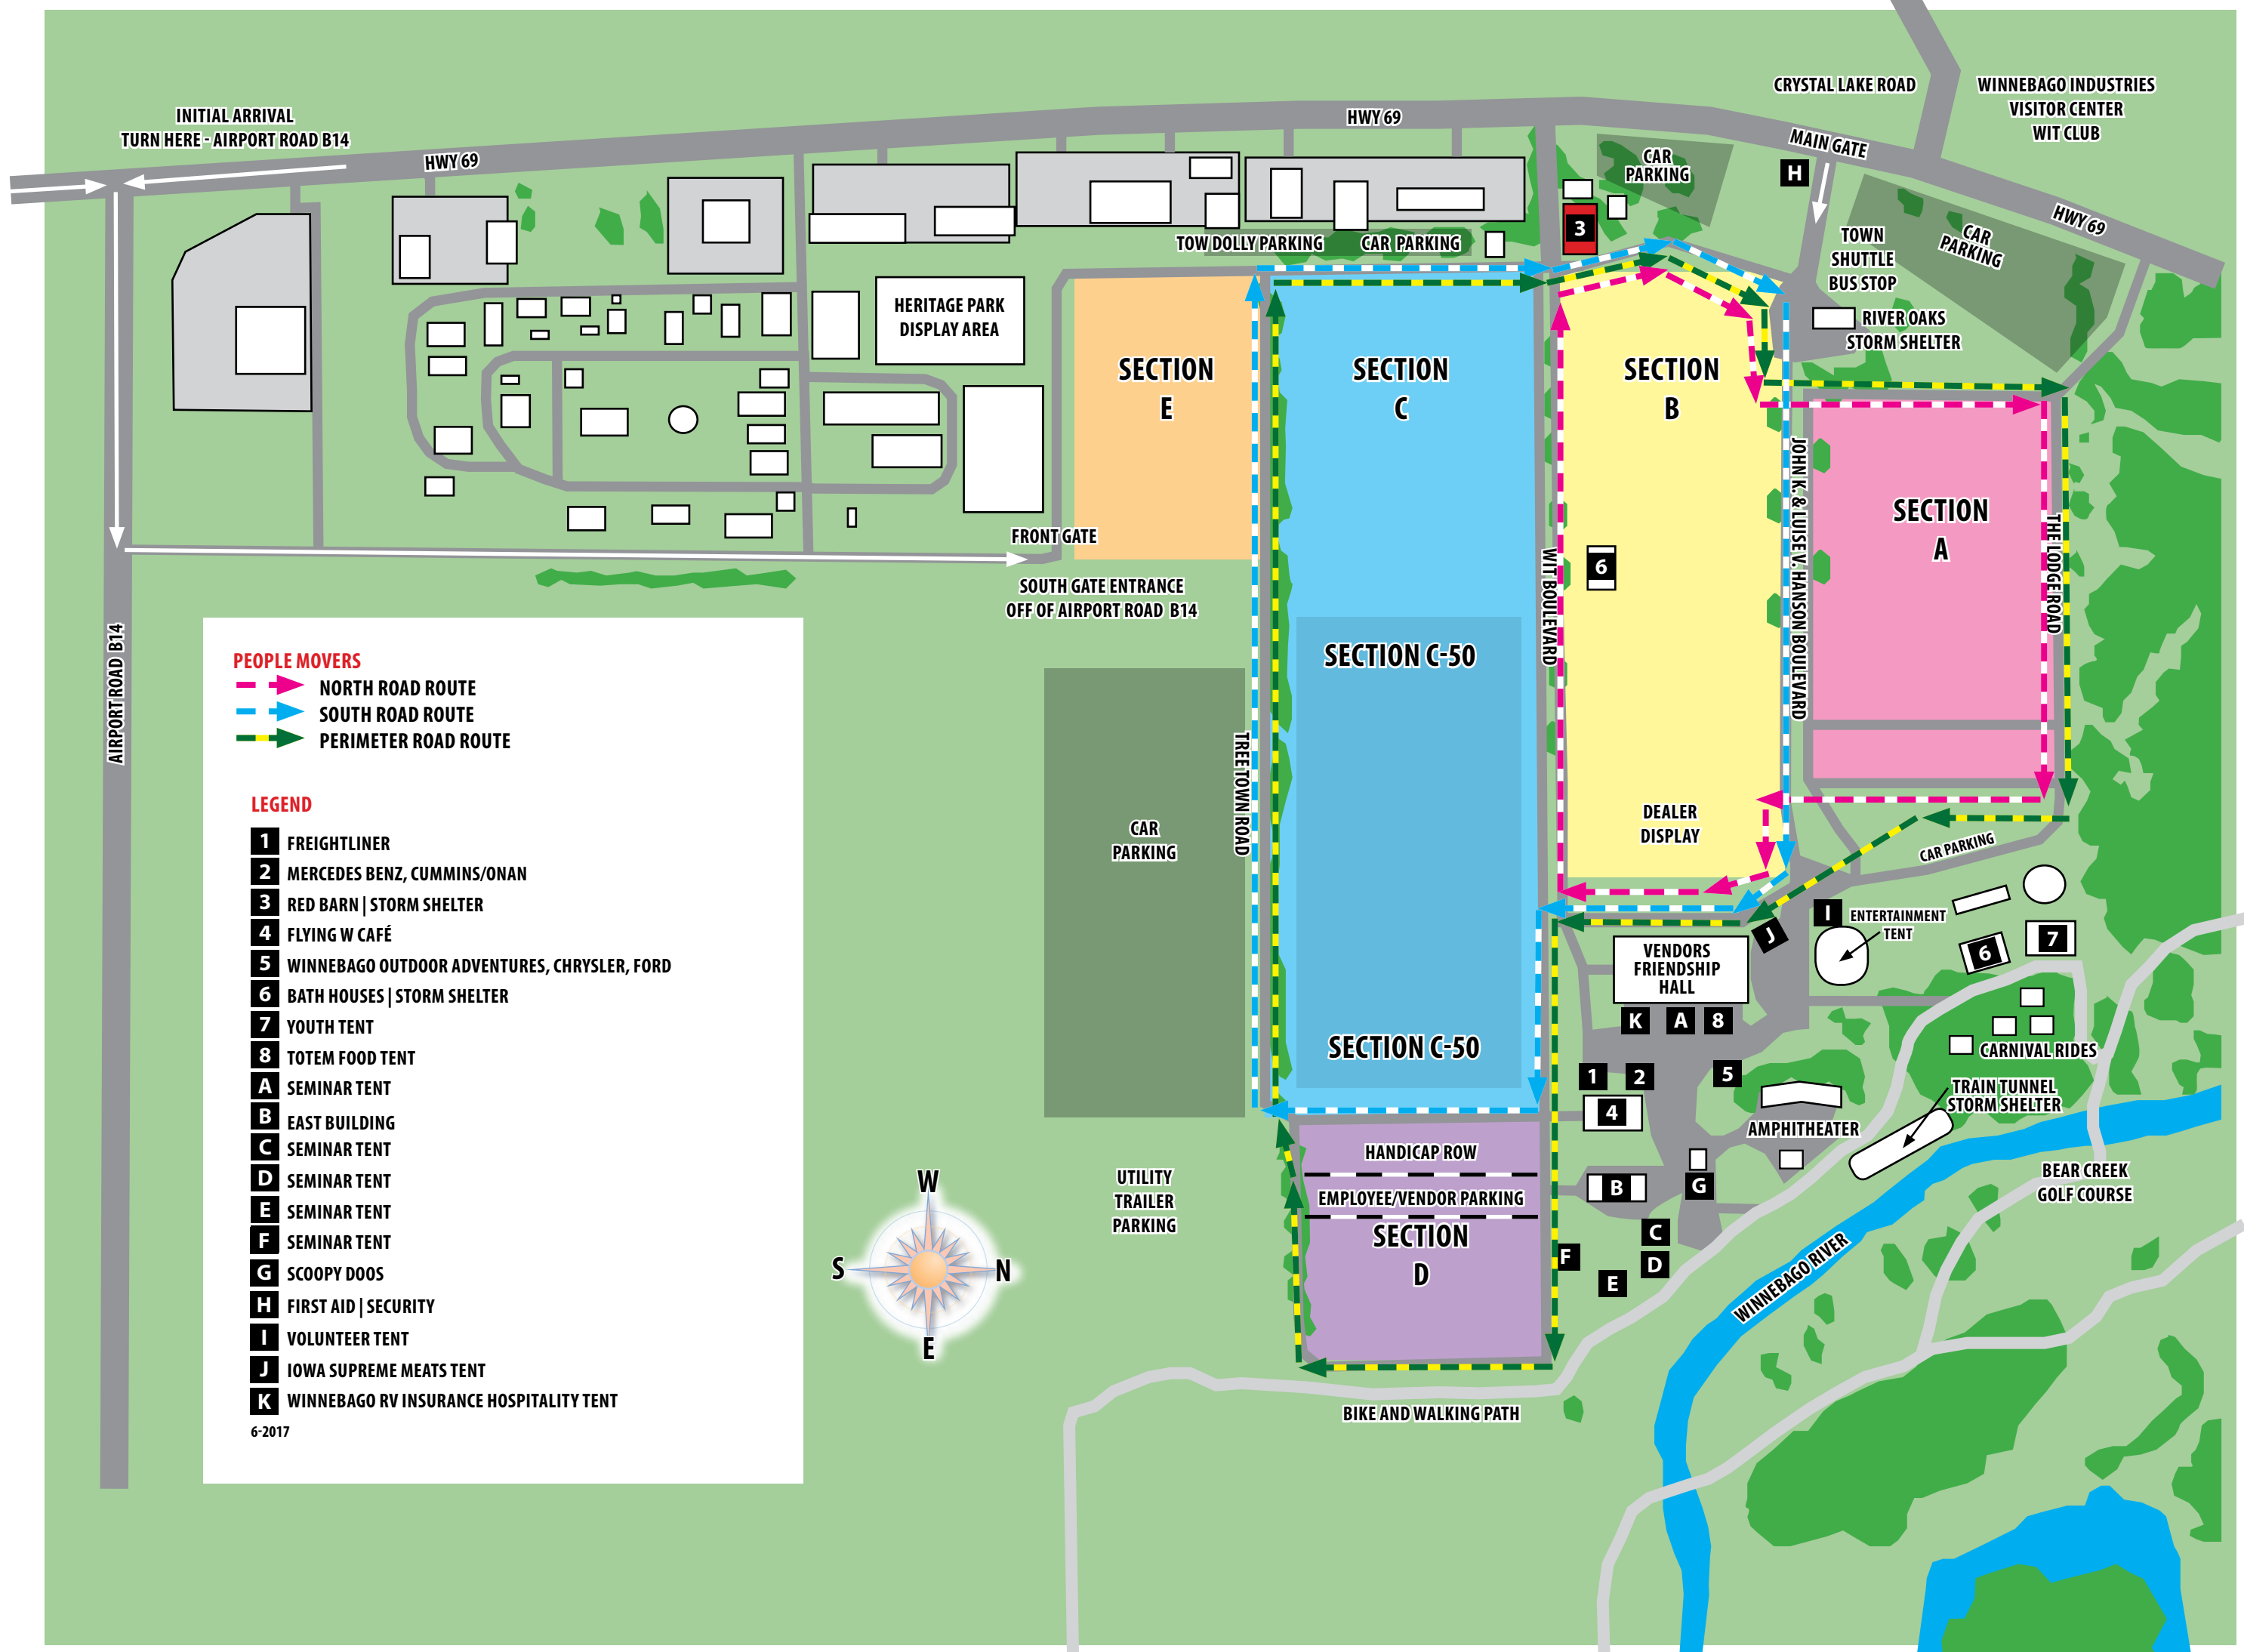 INITIAL ARRIVAL
TURN HERE - AIRPORT ROAD B14
HWY 69
HWY 69
CRYSTAL LAKE ROAD
WINNEBAGO INDUSTRIES
VISITOR CENTER
WIT CLUB
MAIN GATE
H
CAR
PARKING
HWY 69
CAR
PARKING
3
TOW DOLLY PARKING
CAR PARKING
TOWN
SHUTTLE
BUS STOP
RIVER OAKS
STORM SHELTER
HERITAGE PARK
DISPLAY AREA
SECTION
E
SECTION
C
SECTION
B
SECTION
A
FRONT GATE
SOUTH GATE ENTRANCE
OFF OF AIRPORT ROAD B14
6
WIT BOULEVARD
JOHN K. & LUISE V. HANSON BOULEVARD
THE LODGE ROAD
AIRPORT ROAD B14
TREE TOWN ROAD
SECTION C-50
CAR
PARKING
DEALER
DISPLAY
CAR PARKING
PEOPLE MOVERS
NORTH ROAD ROUTE
SOUTH ROAD ROUTE
PERIMETER ROAD ROUTE
LEGEND
1 FREIGHTLINER
2 MERCEDES BENZ, CUMMINS/ONAN
3 RED BARN | STORM SHELTER
4 FLYING W CAFÉ
5 WINNEBAGO OUTDOOR ADVENTURES, CHRYSLER, FORD
6 BATH HOUSES | STORM SHELTER
7 YOUTH TENT
8 TOTEM FOOD TENT
A SEMINAR TENT
B EAST BUILDING
C SEMINAR TENT
D SEMINAR TENT
E SEMINAR TENT
F SEMINAR TENT
G SCOOPY DOOS
H FIRST AID | SECURITY
I VOLUNTEER TENT
J IOWA SUPREME MEATS TENT
K WINNEBAGO RV INSURANCE HOSPITALITY TENT
6-2017
I
ENTERTAINMENT
TENT
J
7
6
VENDORS
FRIENDSHIP
HALL
K A 8
SECTION C-50
CARNIVAL RIDES
1 2 5
4
TRAIN TUNNEL
STORM SHELTER
AMPHITHEATER
HANDICAP ROW
EMPLOYEE/VENDOR PARKING
SECTION
D
UTILITY
TRAILER
PARKING
B
G
BEAR CREEK
GOLF COURSE
C
F
D
E
WINNEBAGO RIVER
W
S
N
E
BIKE AND WALKING PATH